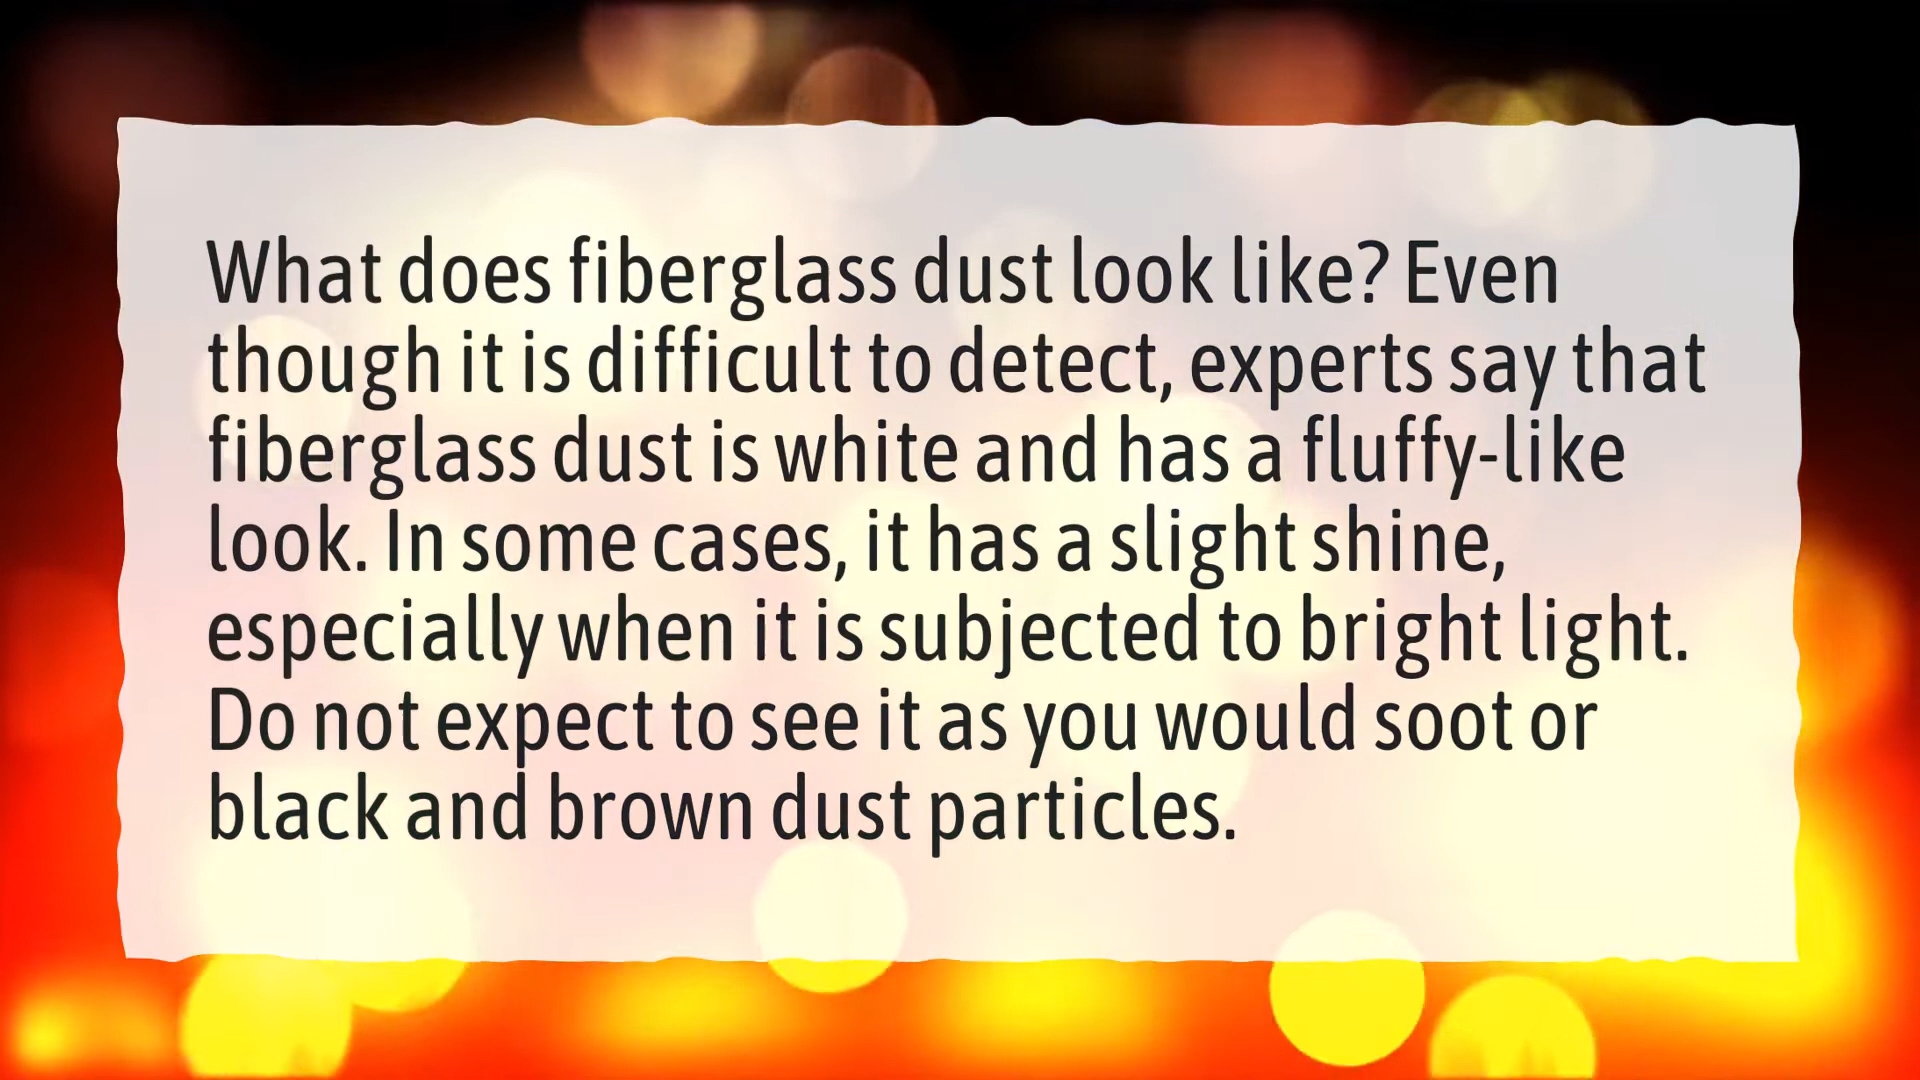 What does fiberglass dust look like? Even
though it is difficult to detect, experts say that
fiberglass dust is white and has a fluffy-like
look. In some cases, it has a slight shine,
especially when it is subjected to bright light.
Do not expect to see it as you would soot or
black and brown dust particles.